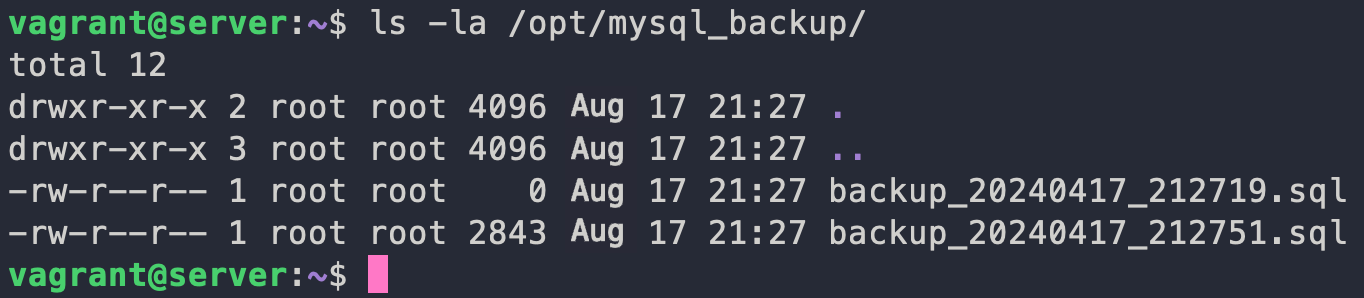 vagrant@server:~$ ls -la /opt/mysql_backup/
total 12
drwxr-xr-x 2 root root 4096 Aug 17 21:27 .
drwxr-xr-x 3 root root 4096 Aug 17 21:27 ..
-rw-r--r-- 1 root root    0 Aug 17 21:27 backup_20240417_212719.sql
-rw-r--r-- 1 root root 2843 Aug 17 21:27 backup_20240417_212751.sql
vagrant@server:~$